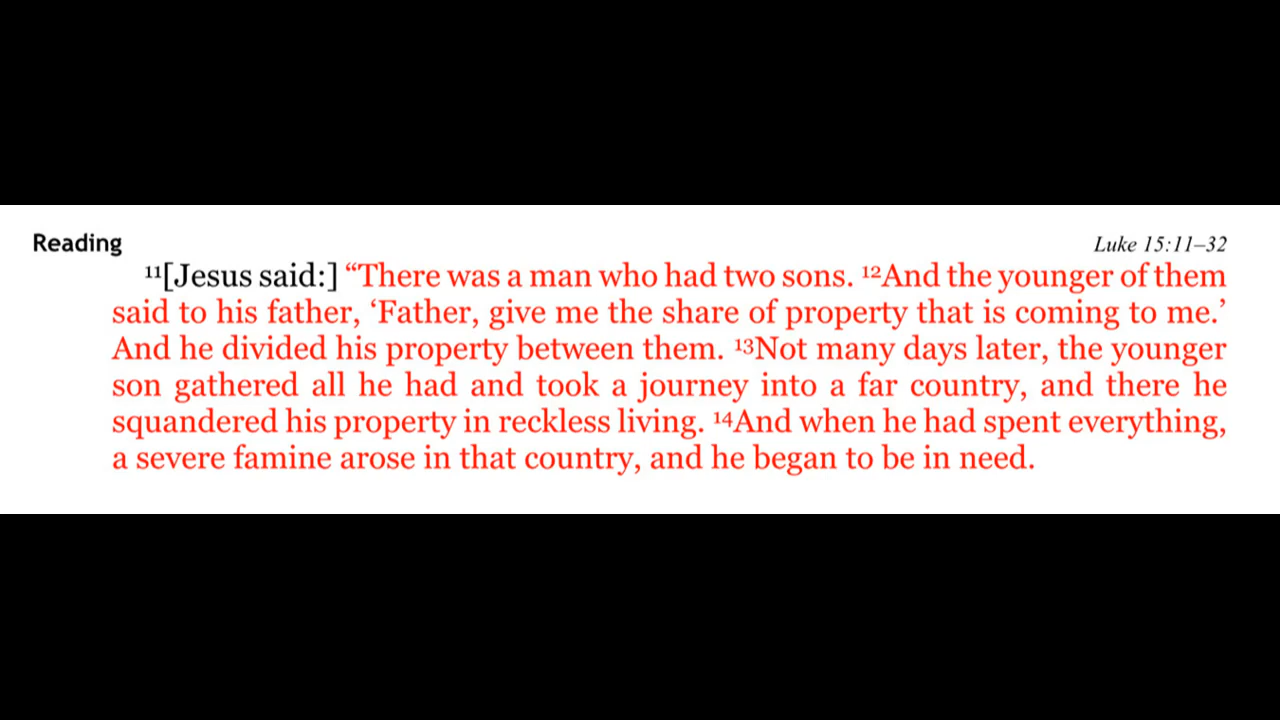 Reading
Luke 15:11–32
¹¹[Jesus said:] “There was a man who had two sons. ¹²And the younger of them
said to his father, ‘Father, give me the share of property that is coming to me.’
And he divided his property between them. ¹³Not many days later, the younger
son gathered all he had and took a journey into a far country, and there he
squandered his property in reckless living. ¹⁴And when he had spent everything,
a severe famine arose in that country, and he began to be in need.